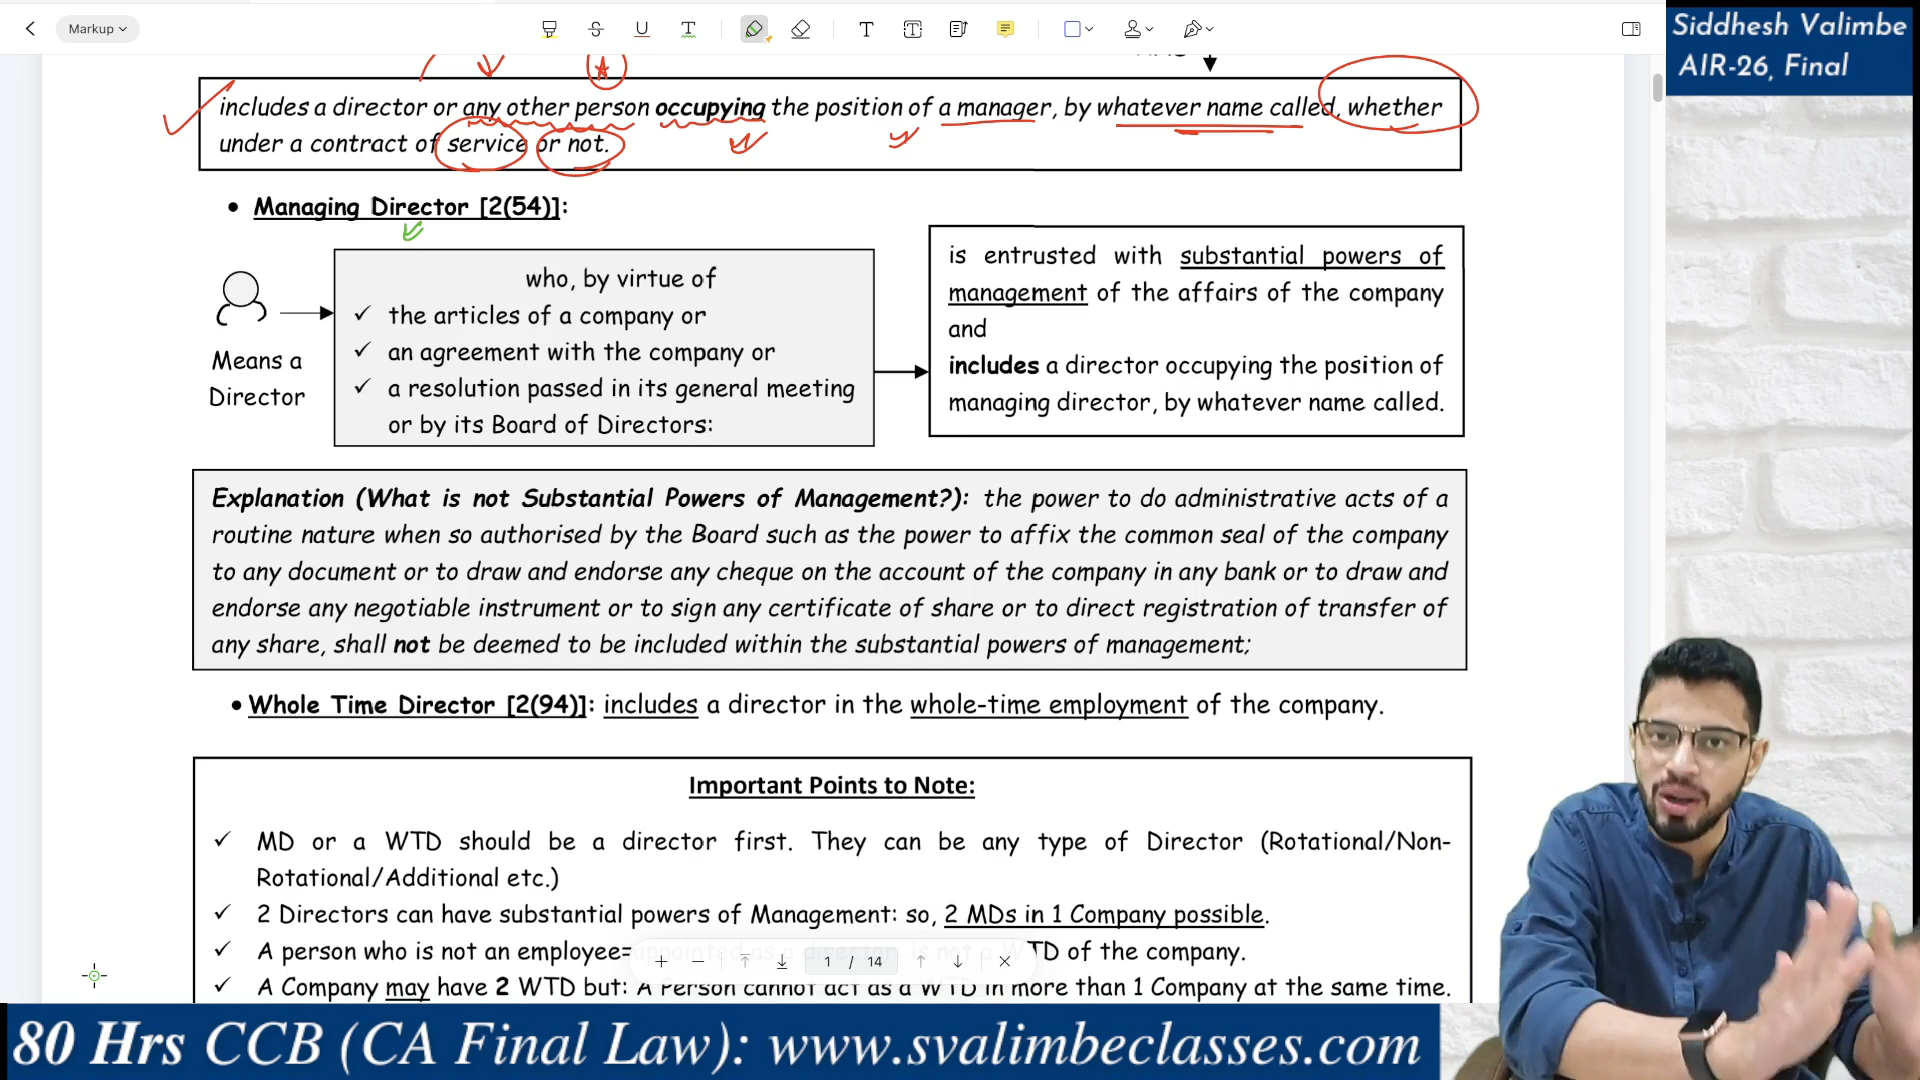 Markup
Siddhesh Valimbe
AIR-26, Final
includes a director or any other person occupying the position of a manager, by whatever name called, whether
under a contract of service or not.
• Managing Director [2(54)]:
Means a
Director
who, by virtue of
✓ the articles of a company or
✓ an agreement with the company or
✓ a resolution passed in its general meeting
or by its Board of Directors:
is entrusted with substantial powers of
management of the affairs of the company
and
includes a director occupying the position of
managing director, by whatever name called.
Explanation (What is not Substantial Powers of Management?): the power to do administrative acts of a
routine nature when so authorised by the Board such as the power to affix the common seal of the company
to any document or to draw and endorse any cheque on the account of the company in any bank or to draw and
endorse any negotiable instrument or to sign any certificate of share or to direct registration of transfer of
any share, shall not be deemed to be included within the substantial powers of management;
• Whole Time Director [2(94)]: includes a director in the whole-time employment of the company.
Important Points to Note:
✓ MD or a WTD should be a director first. They can be any type of Director (Rotational/Non-
Rotational/Additional etc.)
✓ 2 Directors can have substantial powers of Management: so, 2 MDs in 1 Company possible.
✓ A person who is not an employee=appointed as a director is not a WTD of the company.
1 / 14
✓ A Company may have 2 WTD but: A Person cannot act as a WTD in more than 1 Company at the same time.
80 Hrs CCB (CA Final Law): www.svalimbeclasses.com